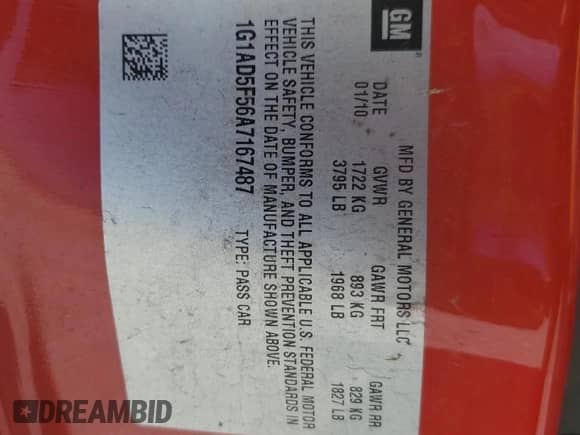 GM
MFD BY GENERAL MOTORS LLC
DATE GVWR GAWR FRT GAWR RR
01/10 1722 KG 893 KG 829 KG
3795 LB 1968 LB 1827 LB
THIS VEHICLE CONFORMS TO ALL APPLICABLE U.S. FEDERAL MOTOR
VEHICLE SAFETY, BUMPER, AND THEFT PREVENTION STANDARDS IN
EFFECT ON THE DATE OF MANUFACTURE SHOWN ABOVE.
1G1AD5F56A7167487 TYPE: PASS CAR
DREAMBID